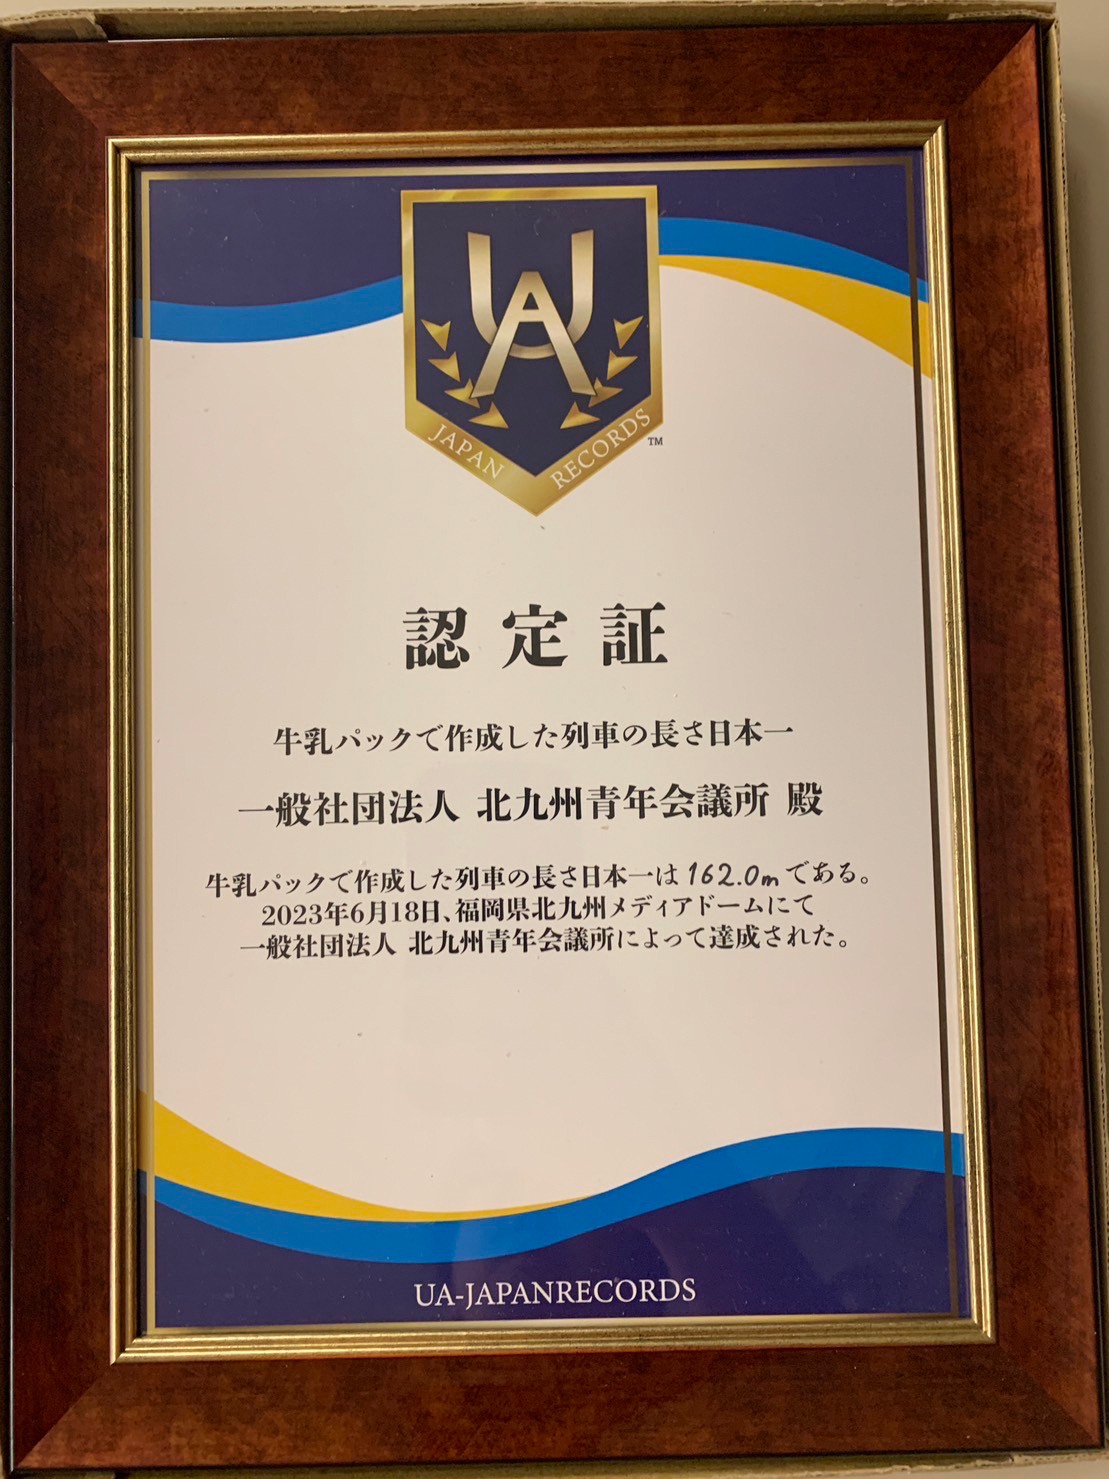 UA
JAPAN RECORDS
TM
認定証
牛乳パックで作成した列車の長さ日本一
一般社団法人 北九州青年会議所 殿
牛乳パックで作成した列車の長さ日本一は162.0mである。
2023年6月18日、福岡県北九州メディアドームにて
一般社団法人 北九州青年会議所によって達成された。
UA-JAPANRECORDS